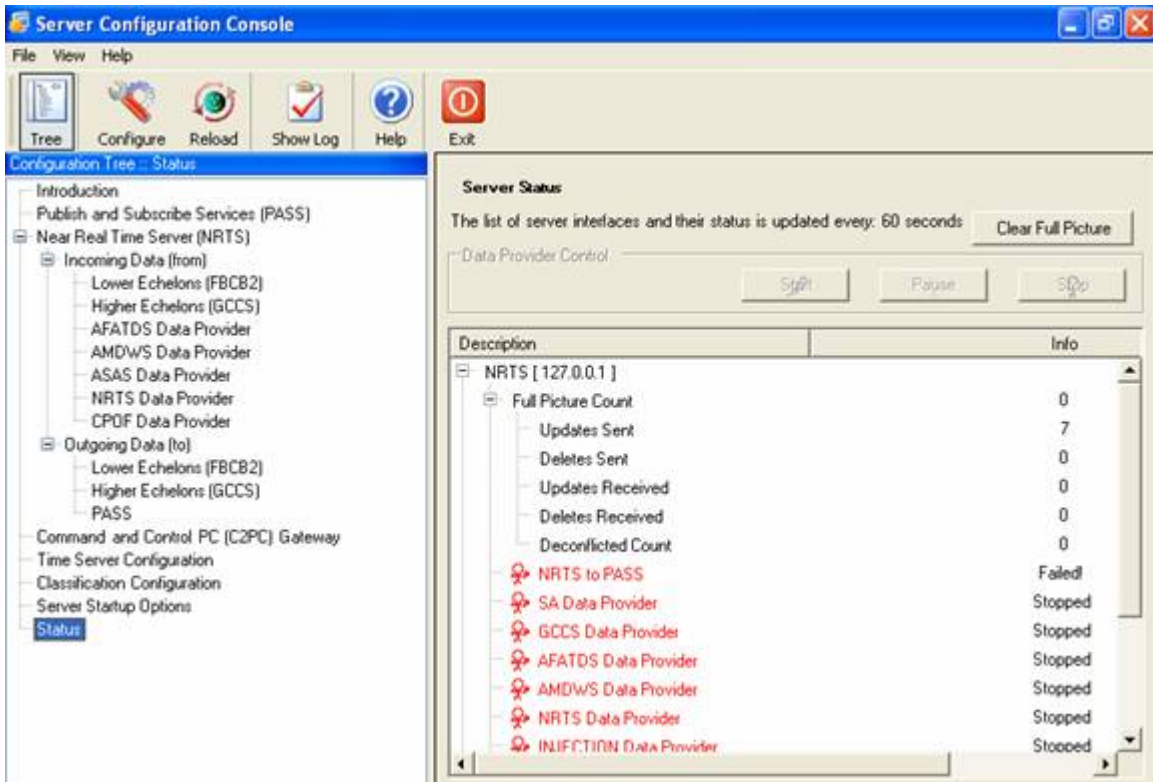 Server Configuration Console
File View Help
Tree Configure Reload Show Log Help Exit
Configuration Tree :: Status
Introduction
Publish and Subscribe Services (PASS)
Near Real Time Server (NRTS)
Incoming Data (from)
Lower Echelons (FBCB2)
Higher Echelons (GCCS)
AFATDS Data Provider
AMDWS Data Provider
ASAS Data Provider
NRTS Data Provider
CPOF Data Provider
Outgoing Data (to)
Lower Echelons (FBCB2)
Higher Echelons (GCCS)
PASS
Command and Control PC (C2PC) Gateway
Time Server Configuration
Classification Configuration
Server Startup Options
Status
Server Status
The list of server interfaces and their status is updated every: 60 seconds
Clear Full Picture
Data Provider Control
Start Pause Stop
Description Info
NRTS [ 127.0.0.1 ]
Full Picture Count 0
Updates Sent 7
Deletes Sent 0
Updates Received 0
Deletes Received 0
Deconflicted Count 0
NRTS to PASS Failed!
SA Data Provider Stopped
GCCS Data Provider Stopped
AFATDS Data Provider Stopped
AMDWS Data Provider Stopped
NRTS Data Provider Stopped
INJECTION Data Provider Stopped